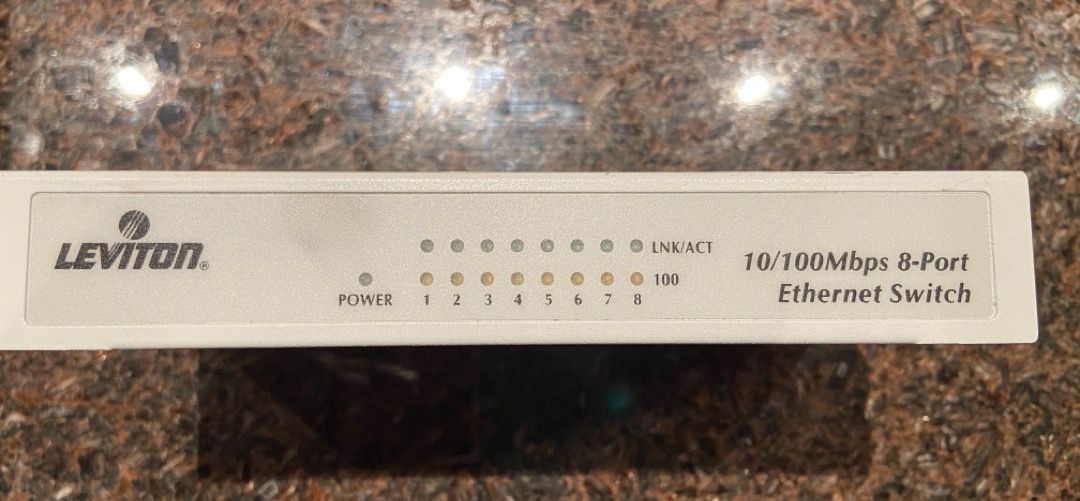 LEVITON®
LNK/ACT
100
POWER 1 2 3 4 5 6 7 8
10/100Mbps 8-Port
Ethernet Switch